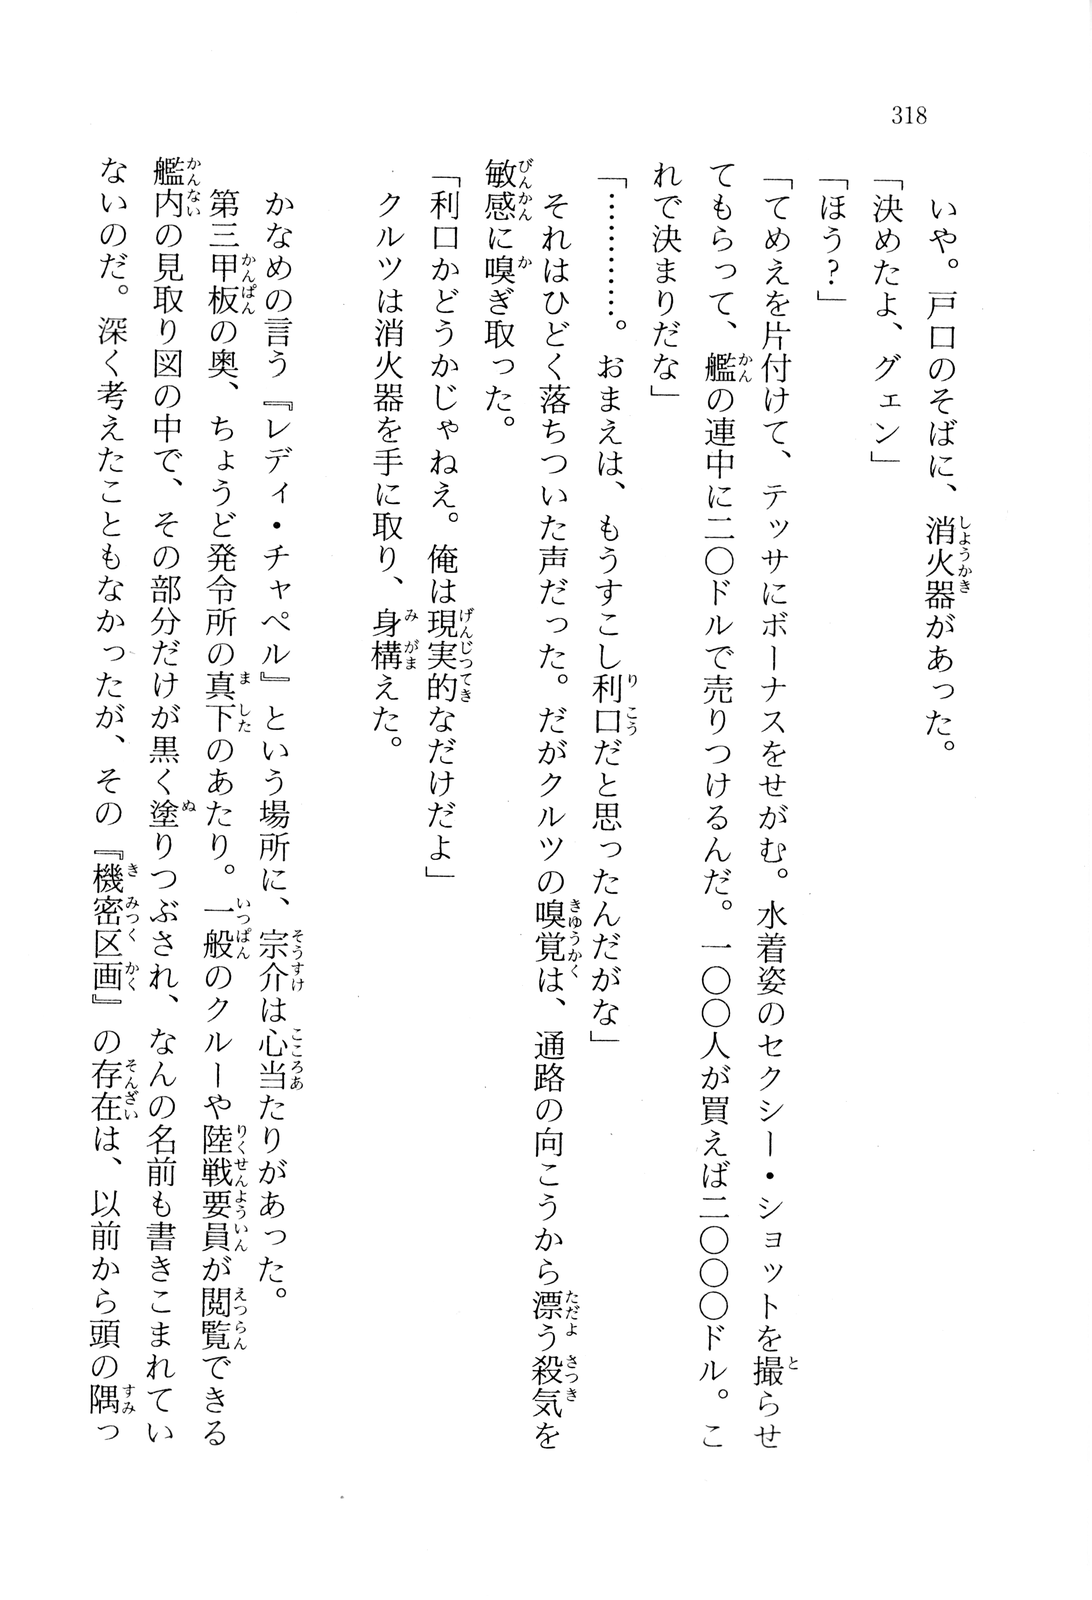 318
いや。戸口のそばに、消火器があった。
「決めたよ、グェン」
「ほう？」
「てめえを片付けて、テッサにボーナスをせがむ。水着姿のセクシー・ショットを撮らせ
てもらって、艦の連中に二〇ドルで売りつけるんだ。一〇〇人が買えば二〇〇〇ドル。こ
れで決まりだな」
「…………。おまえは、もうすこし利口だと思ったんだがな」
それはひどく落ちついた声だった。だがクルツの嗅覚は、通路の向こうから漂う殺気を
敏感に嗅ぎ取った。
「利口かどうかじゃねえ。俺は現実的なだけだよ」
クルツは消火器を手に取り、身構えた。
かなめの言う『レディ・チャペル』という場所に、宗介は心当たりがあった。
第三甲板の奥、ちょうど発令所の真下のあたり。一般のクルーや陸戦要員が閲覧できる
艦内の見取り図の中で、その部分だけが黒く塗りつぶされ、なんの名前も書きこまれてい
ないのだ。深く考えたこともなかったが、その『機密区画』の存在は、以前から頭の隅っ